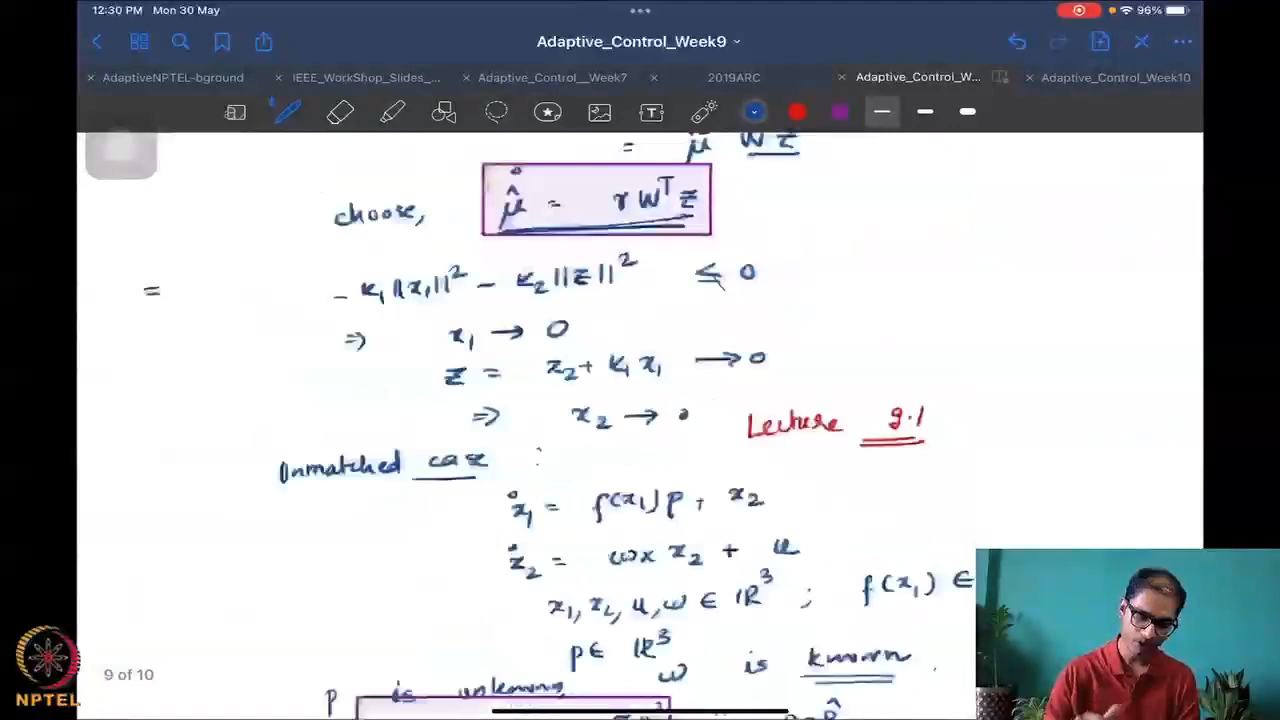 12:30 PM Mon 30 May
96%
Adaptive_Control_Week9
AdaptiveNPTEL-bground
IEEE_WorkShop_Slides_...
Adaptive_Control__Week7
2019ARC
Adaptive_Control_W...
Adaptive_Control_Week10
= μ̂̇ W z
choose, μ̂̇ = γ W^T z
= - k₁ ||x₁||² - k₂ ||z||² ≤ 0
⇒ x₁ → 0
z = x₂ + k₁ x₁ → 0
⇒ x₂ → 0
Lecture 9.1
Unmatched case :
ẋ₁ = f(x₁) p + x₂
ẋ₂ = ω× x₂ + u
x₁, x₂, u, ω ∈ ℝ³ ; f(x₁) ∈
p ∈ ℝ³
ω is known.
p is unknown
9 of 10
NPTEL